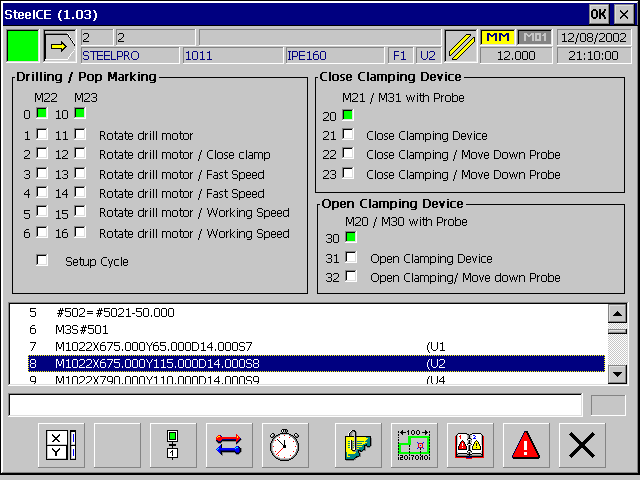 SteelCE (1.03) OK
2 2 MM M01 12/08/2002
STEELPRO 1011 IPE160 F1 U2 12.000 21:10:00
Drilling / Pop Marking
M22 M23
0 10
1 11 Rotate drill motor
2 12 Rotate drill motor / Close clamp
3 13 Rotate drill motor / Fast Speed
4 14 Rotate drill motor / Fast Speed
5 15 Rotate drill motor / Working Speed
6 16 Rotate drill motor / Working Speed
Setup Cycle
Close Clamping Device
M21 / M31 with Probe
20
21 Close Clamping Device
22 Close Clamping / Move Down Probe
23 Close Clamping / Move Down Probe
Open Clamping Device
M20 / M30 with Probe
30
31 Open Clamping Device
32 Open Clamping/ Move down Probe
5 #502=#5021-50.000
6 M3S#501
7 M1022X675.000Y65.000D14.000S7 (U1
8 M1022X675.000Y115.000D14.000S8 (U2
9 M1022X790.000Y110.000D14.000S9 (U4
X
Y
1
100
20 70 10
1 2